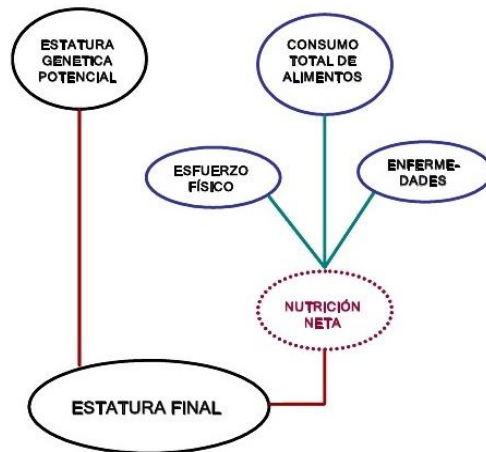 ESTATURA
GENETICA
POTENCIAL
CONSUMO
TOTAL DE
ALIMENTOS
ESFUERZO
FÍSICO
ENFERME-
DADES
NUTRICIÓN
NETA
ESTATURA FINAL